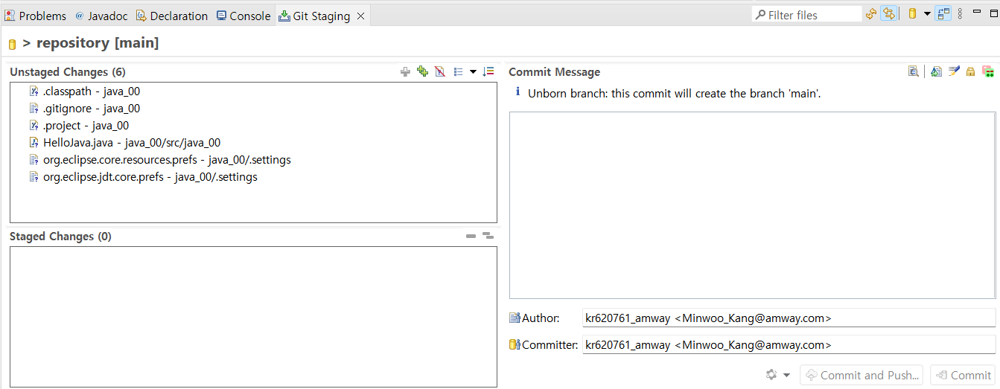 Problems @ Javadoc Declaration Console Git Staging
Filter files
> repository [main]
Unstaged Changes (6)
.classpath - java_00
.gitignore - java_00
.project - java_00
HelloJava.java - java_00/src/java_00
org.eclipse.core.resources.prefs - java_00/.settings
org.eclipse.jdt.core.prefs - java_00/.settings
Staged Changes (0)
Commit Message
Unborn branch: this commit will create the branch 'main'.
Author: kr620761_amway <Minwoo_Kang@amway.com>
Committer: kr620761_amway <Minwoo_Kang@amway.com>
Commit and Push... Commit